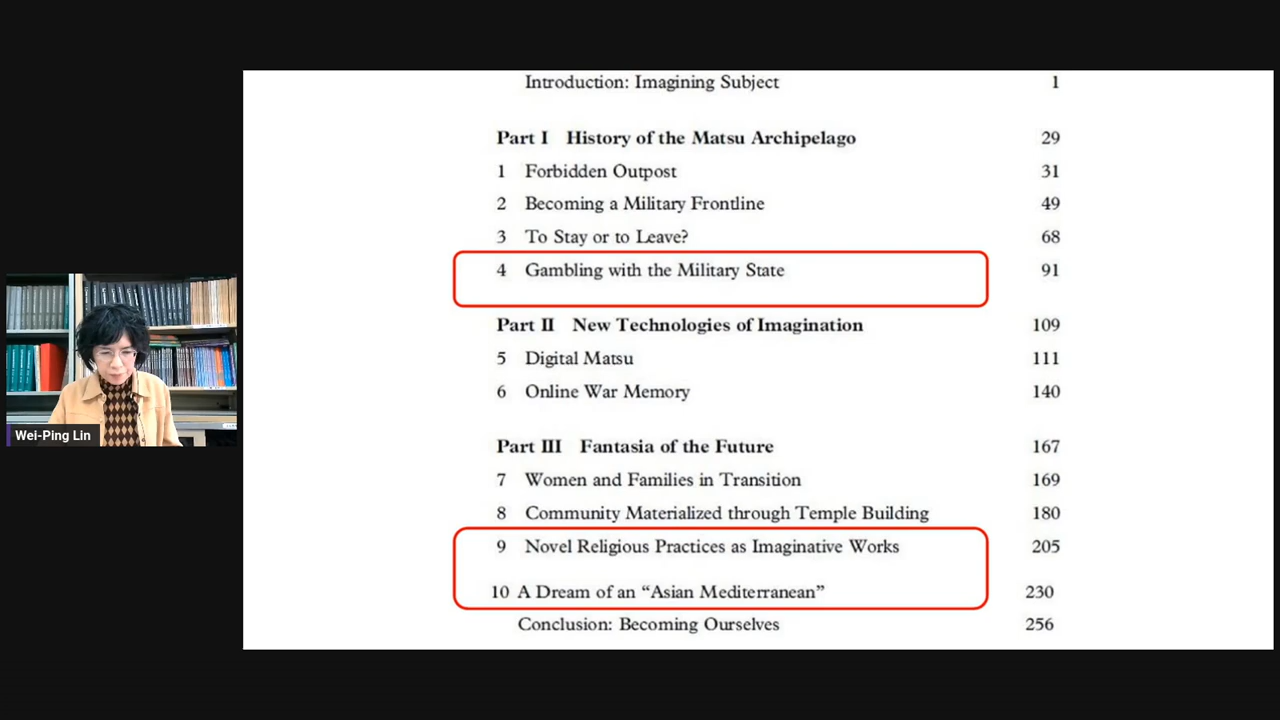 Introduction: Imagining Subject 1
Part I History of the Matsu Archipelago 29
1 Forbidden Outpost 31
2 Becoming a Military Frontline 49
3 To Stay or to Leave? 68
4 Gambling with the Military State 91
Part II New Technologies of Imagination 109
5 Digital Matsu 111
6 Online War Memory 140
Part III Fantasia of the Future 167
7 Women and Families in Transition 169
8 Community Materialized through Temple Building 180
9 Novel Religious Practices as Imaginative Works 205
10 A Dream of an “Asian Mediterranean” 230
Conclusion: Becoming Ourselves 256
Wei-Ping Lin